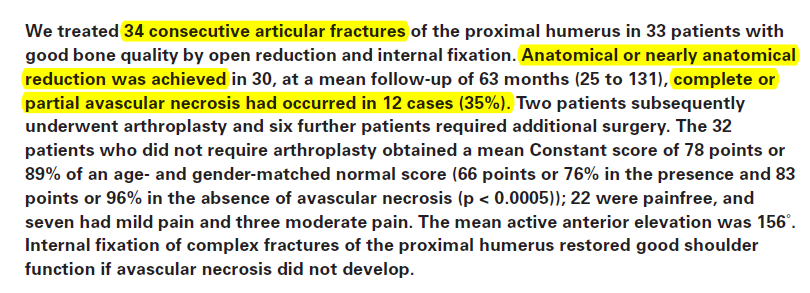 We treated 34 consecutive articular fractures of the proximal humerus in 33 patients with
good bone quality by open reduction and internal fixation. Anatomical or nearly anatomical
reduction was achieved in 30, at a mean follow-up of 63 months (25 to 131), complete or
partial avascular necrosis had occurred in 12 cases (35%). Two patients subsequently
underwent arthroplasty and six further patients required additional surgery. The 32
patients who did not require arthroplasty obtained a mean Constant score of 78 points or
89% of an age- and gender-matched normal score (66 points or 76% in the presence and 83
points or 96% in the absence of avascular necrosis (p < 0.0005)); 22 were painfree, and
seven had mild pain and three moderate pain. The mean active anterior elevation was 156°.
Internal fixation of complex fractures of the proximal humerus restored good shoulder
function if avascular necrosis did not develop.